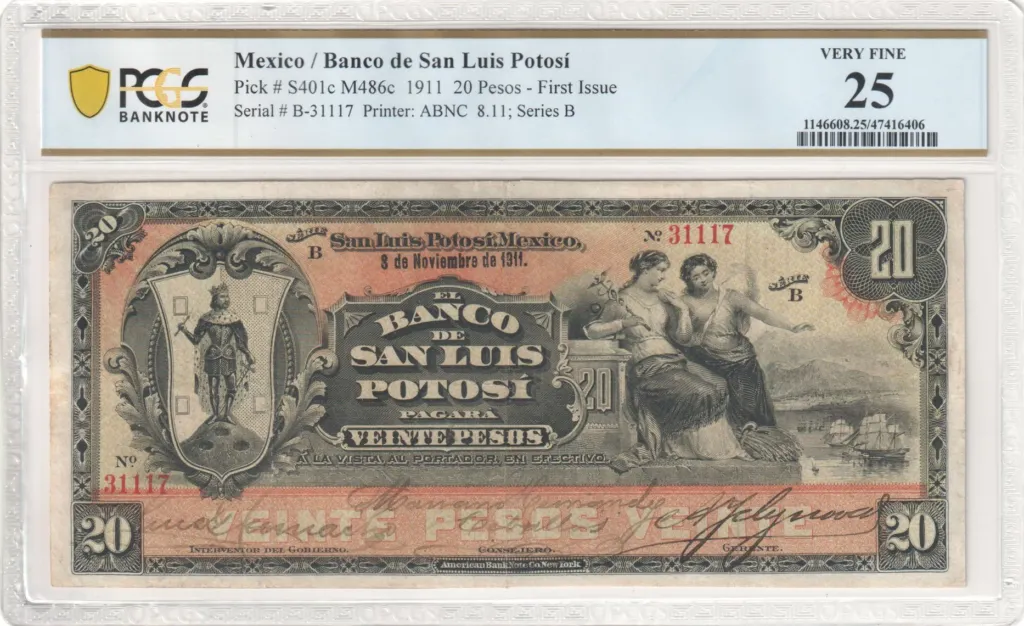 Mexico / Banco de San Luis Potosí
Pick # S401c M486c 1911 20 Pesos - First Issue
Serial # B-31117 Printer: ABNC 8.11; Series B
PCGS
BANKNOTE
VERY FINE
25
1146608.25/47416406
20
SÉRIE
B
San Luis Potosí, Mexico,
8 de Noviembre de 1911.
Nº 31117
20
SÉRIE
B
EL
BANCO
DE
SAN LUIS
POTOSÍ
PAGARA
VEINTE PESOS
A LA VISTA AL PORTADOR, EN EFECTIVO.
20
Nº
31117
20
VEINTE PESOS VEINTE
20
INTERVENTOR DEL GOBIERNO.
CONSEJERO.
GERENTE.
American Bank Note Co. New York.